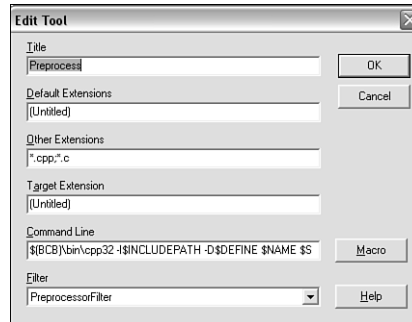 Edit Tool
Title
Preprocess
OK
Default Extensions
Cancel
(Untitled)
Other Extensions
*.cpp;*.c
Target Extension
(Untitled)
Command Line
$(BCB)\bin\cpp32 -I$INCLUDEPATH -D$DEFINE $NAME $S
Macro
Filter
PreprocessorFilter
Help